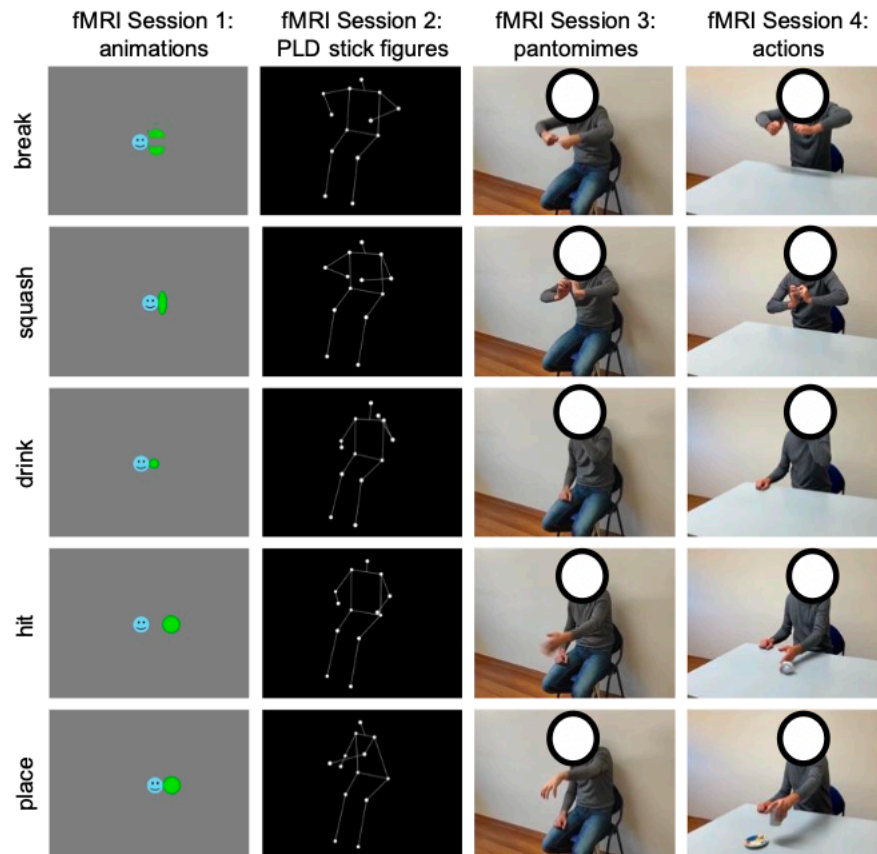 fMRI Session 1:
animations
fMRI Session 2:
PLD stick figures
fMRI Session 3:
pantomimes
fMRI Session 4:
actions
break
squash
drink
hit
place